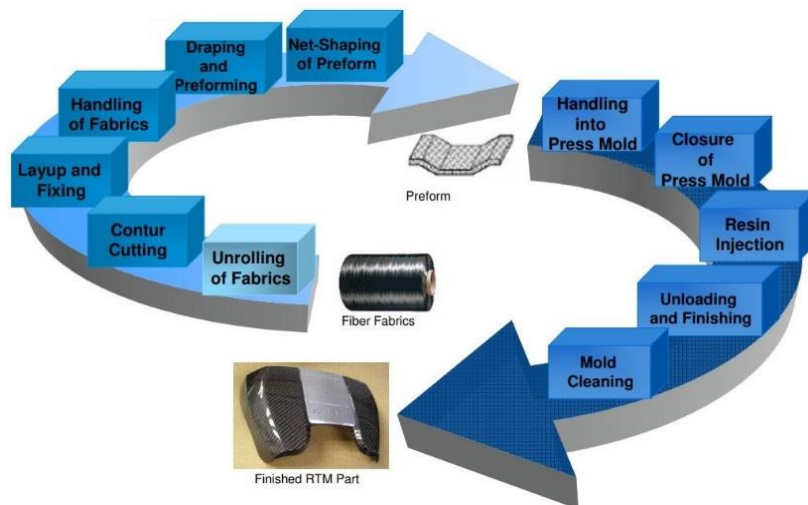 Unrolling
of Fabrics
Contur
Cutting
Layup and
Fixing
Handling
of Fabrics
Draping
and
Preforming
Net-Shaping
of Preform
Preform
Fiber Fabrics
Handling
into
Press Mold
Closure
of
Press Mold
Resin
Injection
Unloading
and Finishing
Mold
Cleaning
Finished RTM Part